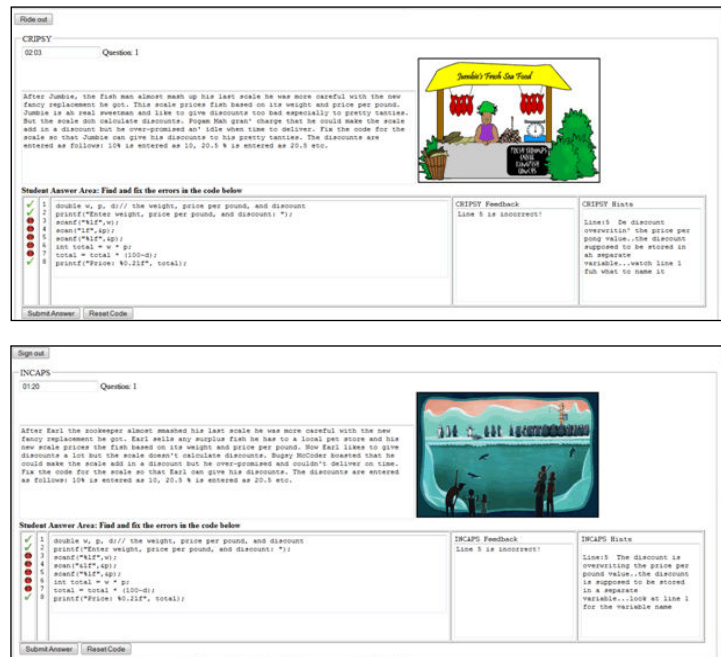 Ride out
CRIPSY
02:03
Question: 1
Jumbie's Fresh Sea Food
After Jumbie, the fish man almost mash up his last scale he was more careful with the new
fancy replacement he got. This scale prices fish based on its weight and price per pound.
Jumbie is ah real sweetman and like to give discounts too bad especially to pretty tanties.
But the scale doh calculate discounts. Pogam Mah gran' charge that he could make the scale
add in a discount but he over-promised an' idle when time to deliver. Fix the code for the
scale so that Jumbie can give his discounts to his pretty tanties. The discounts are
entered as follows: 10% is entered as 10, 20.5 % is entered as 20.5 etc.
Student Answer Area: Find and fix the errors in the code below
1 double w, p, d;// the weight, price per pound, and discount
2 printf("Enter weight, price per pound, and discount: ");
3 scanf("%lf",w);
4 scan("lf",&p);
5 scanf("%lf",&p);
6 int total = w * p;
7 total = total * (100-d);
8 printf("Price: %0.2lf", total);
CRIPSY Feedback
Line 5 is incorrect!
CRIPSY Hints
Line:5 De discount
overwritin' the price per
pong value..the discount
supposed to be stored in
ah separate
variable...watch line 1
fuh what to name it
Submit Answer
Reset Code
Sign out
INCAPS
01:20
Question: 1
After Earl the zookeeper almost smashed his last scale he was more careful with the new
fancy replacement he got. Earl sells any surplus fish he has to a local pet store and his
new scale prices the fish based on its weight and price per pound. Now Earl likes to give
discounts a lot but the scale doesn't calculate discounts. Bugsy McCoder boasted that he
could make the scale add in a discount but he over-promised and couldn't deliver on time.
Fix the code for the scale so that Earl can give his discounts. The discounts are entered
as follows: 10% is entered as 10, 20.5 % is entered as 20.5 etc.
Student Answer Area: Find and fix the errors in the code below
1 double w, p, d;// the weight, price per pound, and discount
2 printf("Enter weight, price per pound, and discount: ");
3 scanf("%lf",w);
4 scan("&lf",&p);
5 scanf("%lf",&p);
6 int total = w * p;
7 total = total * (100-d);
8 printf("Price: %0.2lf", total);
INCAPS Feedback
Line 5 is incorrect!
INCAPS Hints
Line:5 The discount is
overwriting the price per
pound value..the discount
is supposed to be stored
in a separate
variable...look at line 1
for the variable name
Submit Answer
Reset Code